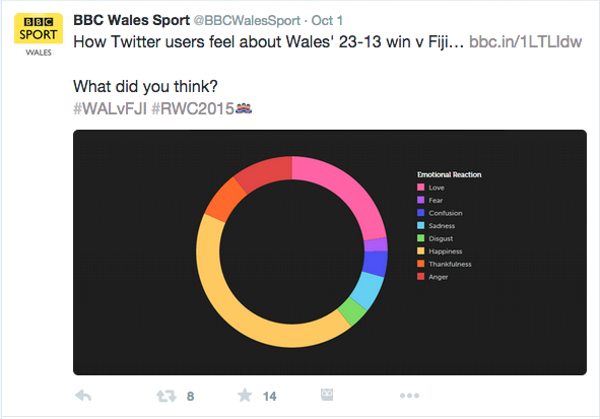 BBC
SPORT
WALES
BBC Wales Sport @BBCWalesSport · Oct 1
How Twitter users feel about Wales' 23-13 win v Fiji... bbc.in/1LTLIdw
What did you think?
#WALvFJI #RWC2015
Emotional Reaction
Love
Fear
Confusion
Sadness
Disgust
Happiness
Thankfulness
Anger
8
14